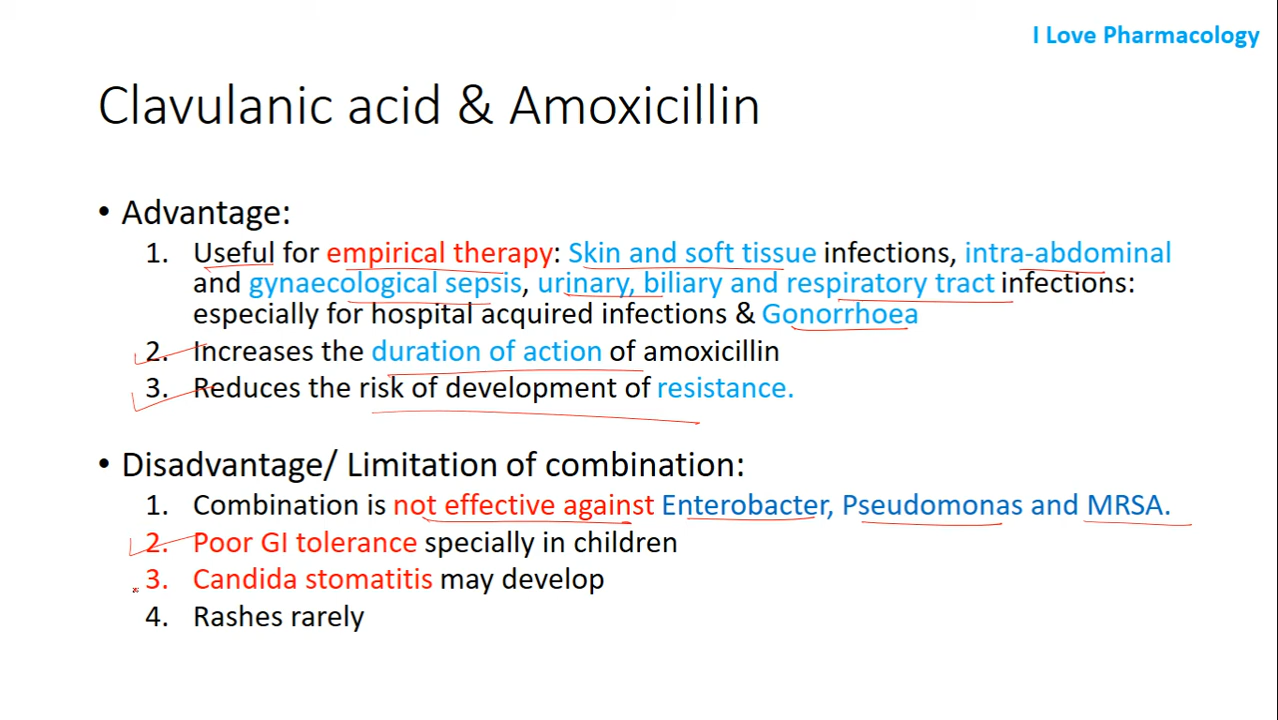 I Love Pharmacology
Clavulanic acid & Amoxicillin
• Advantage:
1. Useful for empirical therapy: Skin and soft tissue infections, intra-abdominal
and gynaecological sepsis, urinary, biliary and respiratory tract infections:
especially for hospital acquired infections & Gonorrhoea
2. Increases the duration of action of amoxicillin
3. Reduces the risk of development of resistance.
• Disadvantage/ Limitation of combination:
1. Combination is not effective against Enterobacter, Pseudomonas and MRSA.
2. Poor GI tolerance specially in children
3. Candida stomatitis may develop
4. Rashes rarely